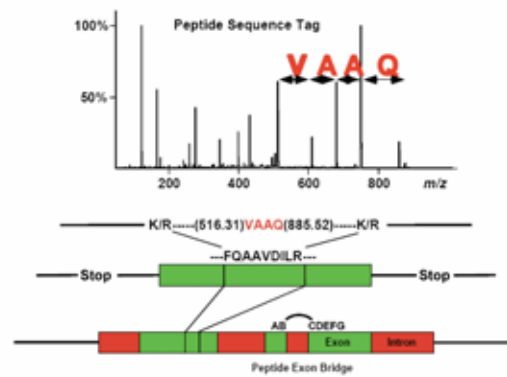 Peptide Sequence Tag
100%
50%
V A A Q
200 400 600 800 m/z
K/R-----(516.31)VAAQ(885.52)----K/R
---FQAAVDILR---
Stop Stop
AB CDEFG
Exon Intron
Peptide Exon Bridge